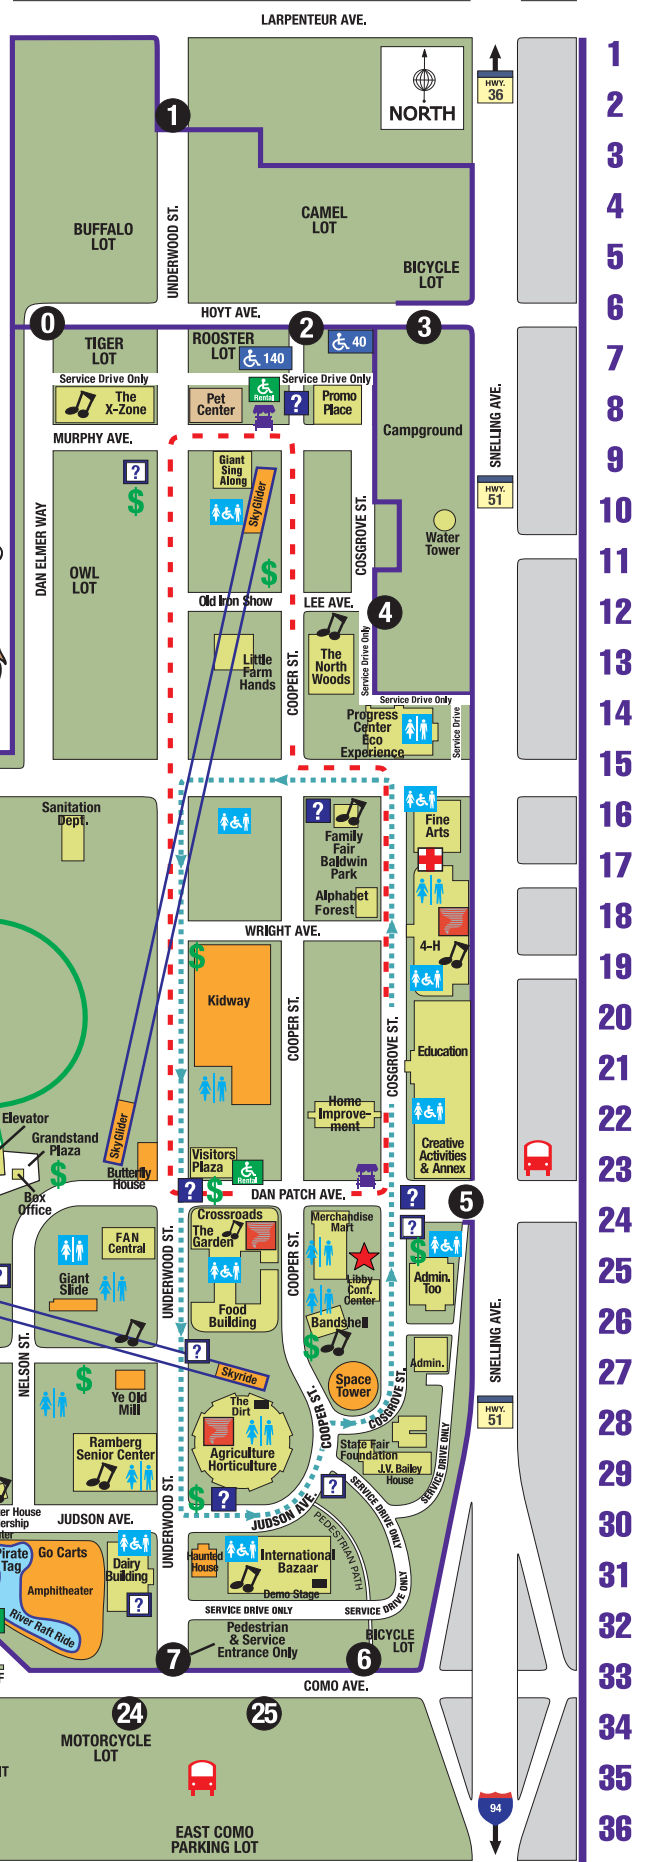 LARPENTEUR AVE.
1
HWY.
36
2
NORTH
1
3
CAMEL
LOT
4
BUFFALO
LOT
UNDERWOOD ST.
5
BICYCLE
LOT
HOYT AVE.
6
0
2
3
TIGER
LOT
ROOSTER
LOT
140
40
7
Service Drive Only
Service Drive Only
The
X-Zone
Pet
Center
Rental
?
Promo
Place
8
SNELLING AVE.
MURPHY AVE.
Campground
9
?
$
Giant
Sing
Along
SkyGlider
HWY.
51
10
COSGROVE ST.
Water
Tower
DAN ELMER WAY
$
11
OWL
LOT
Old Iron Show
LEE AVE.
4
12
Little
Farm
Hands
COOPER ST.
The
North
Woods
Service Drive Only
13
Service Drive Only
Progress
Center
Eco
Experience
Service Drive
14
15
Sanitation
Dept.
?
Family
Fair
Baldwin
Park
Fine
Arts
16
17
Alphabet
Forest
18
WRIGHT AVE.
4-H
19
$
Kidway
COOPER ST.
COSGROVE ST.
20
Education
21
Elevator
SkyGlider
Home
Improve-
ment
22
Grandstand
Plaza
$
Box
Office
Butterfly
House
Visitors
Plaza
Rental
Creative
Activities
& Annex
23
?
$
DAN PATCH AVE.
?
5
24
Crossroads
The
Garden
Merchandise
Mart
?
$
FAN
Central
UNDERWOOD ST.
COOPER ST.
25
Giant
Slide
Libby
Conf.
Center
Admin.
Too
Food
Building
Bandshell
26
SNELLING AVE.
NELSON ST.
?
$
Admin.
27
$
Skyride
Space
Tower
Ye Old
Mill
The
Dirt
COOPER ST.
COSGROVE ST.
HWY.
51
28
Ramberg
Senior Center
Agriculture
Horticulture
State Fair
Foundation
J.V. Bailey
House
SERVICE DRIVE ONLY
29
UNDERWOOD ST.
$
?
?
SERVICE DRIVE ONLY
JUDSON AVE.
JUDSON AVE.
PEDESTRIAN PATH
30
Go Carts
Dairy
Building
Haunted
House
International
Bazaar
31
Amphitheater
?
Demo Stage
River Raft Ride
SERVICE DRIVE ONLY
SERVICE DRIVE ONLY
32
7
Pedestrian
& Service
Entrance Only
BICYCLE
LOT
6
33
COMO AVE.
24
25
34
MOTORCYCLE
LOT
35
94
EAST COMO
PARKING LOT
36